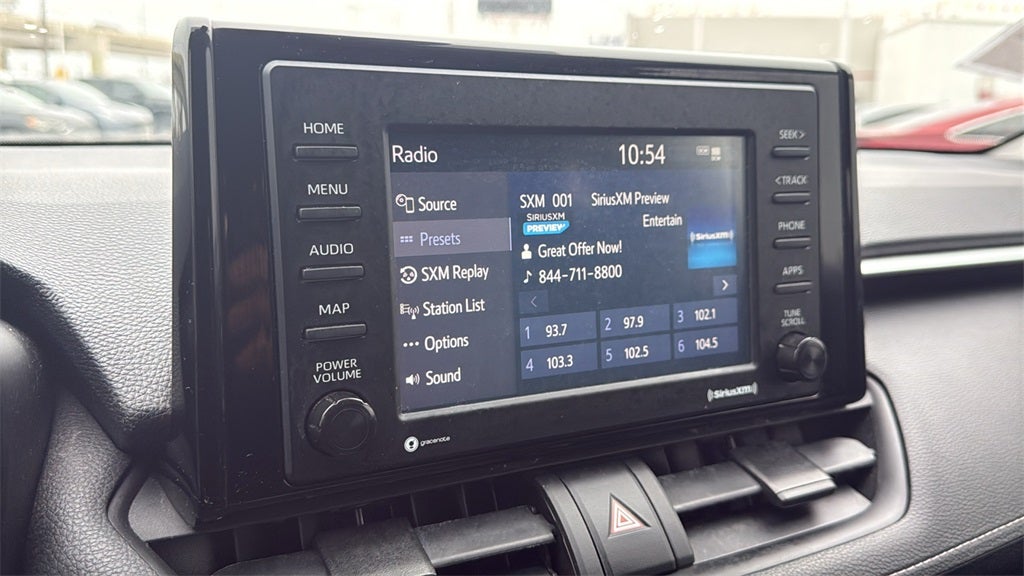 HOME
MENU
AUDIO
MAP
POWER
VOLUME
Radio
10:54
Source
Presets
SXM Replay
Station List
Options
Sound
SXM 001 SiriusXM Preview
SIRIUSXM
PREVIEW
Entertain
Great Offer Now!
844-711-8800
SiriusXM
<
>
1 93.7
2 97.9
3 102.1
4 103.3
5 102.5
6 104.5
SEEK >
< TRACK
PHONE
APPS
TUNE
SCROLL
gracenote
SiriusXM